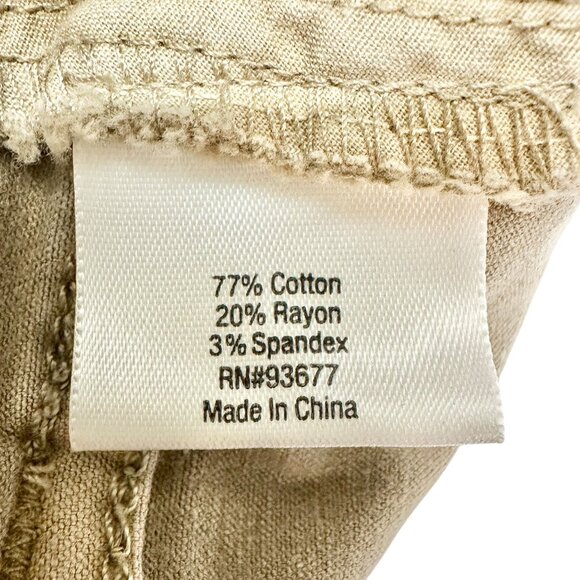 77% Cotton
20% Rayon
3% Spandex
RN#93677
Made In China